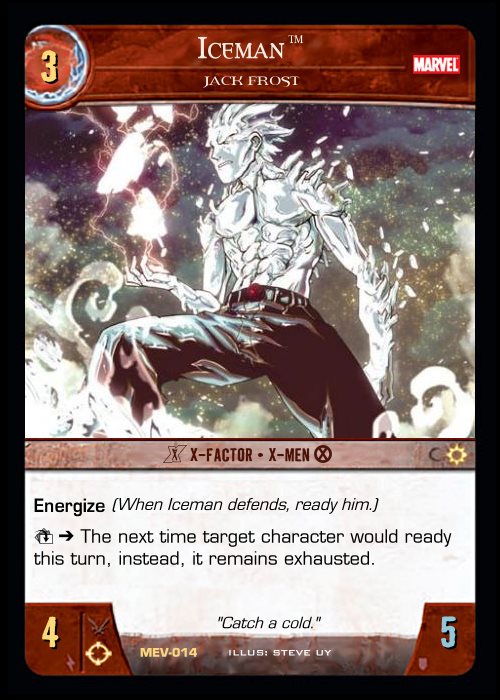 3
ICEMAN™
JACK FROST
MARVEL
X-FACTOR • X-MEN
C
Energize (When Iceman defends, ready him.)
➔ The next time target character would ready
this turn, instead, it remains exhausted.
"Catch a cold."
4
MEV-014 ILLUS: STEVE UY
5